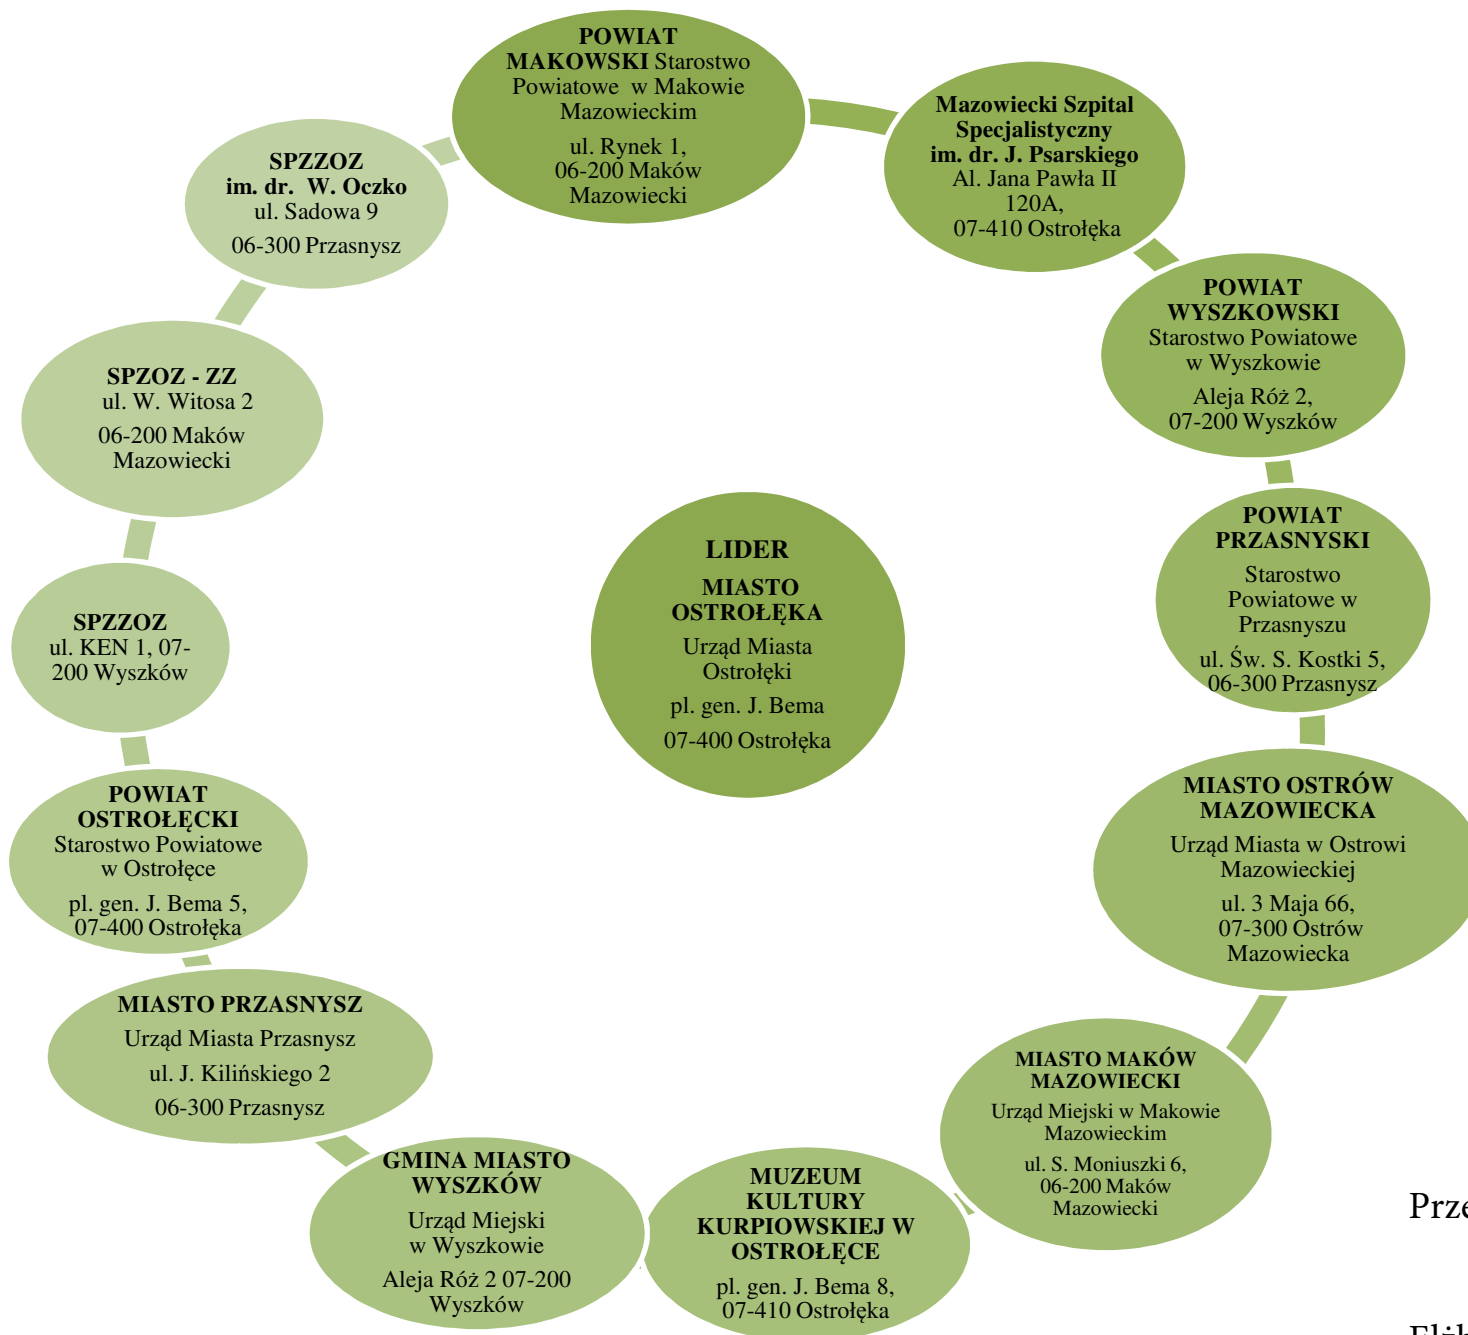 POWIAT
MAKOWSKI Starostwo
Powiatowe w Makowie
Mazowieckim
ul. Rynek 1,
06-200 Maków
Mazowiecki
Mazowiecki Szpital
Specjalistyczny
im. dr. J. Psarskiego
Al. Jana Pawła II
120A,
07-410 Ostrołęka
POWIAT
WYSZKOWSKI
Starostwo Powiatowe
w Wyszkowie
Aleja Róż 2,
07-200 Wyszków
POWIAT
PRZASNYSKI
Starostwo
Powiatowe w
Przasnyszu
ul. Św. S. Kostki 5,
06-300 Przasnysz
MIASTO OSTRÓW
MAZOWIECKA
Urząd Miasta w Ostrowi
Mazowieckiej
ul. 3 Maja 66,
07-300 Ostrów
Mazowiecka
MIASTO MAKÓW
MAZOWIECKI
Urząd Miejski w Makowie
Mazowieckim
ul. S. Moniuszki 6,
06-200 Maków
Mazowiecki
MUZEUM
KULTURY
KURPIOWSKIEJ W
OSTROŁĘCE
pl. gen. J. Bema 8,
07-410 Ostrołęka
GMINA MIASTO
WYSZKÓW
Urząd Miejski
w Wyszkowie
Aleja Róż 2 07-200
Wyszków
MIASTO PRZASNYSZ
Urząd Miasta Przasnysz
ul. J. Kilińskiego 2
06-300 Przasnysz
POWIAT
OSTROŁĘCKI
Starostwo Powiatowe
w Ostrołęce
pl. gen. J. Bema 5,
07-400 Ostrołęka
SPZZOZ
ul. KEN 1, 07-
200 Wyszków
SPZOZ - ZZ
ul. W. Witosa 2
06-200 Maków
Mazowiecki
SPZZOZ
im. dr. W. Oczko
ul. Sadowa 9
06-300 Przasnysz
LIDER
MIASTO
OSTROŁĘKA
Urząd Miasta
Ostrołęki
pl. gen. J. Bema
07-400 Ostrołęka